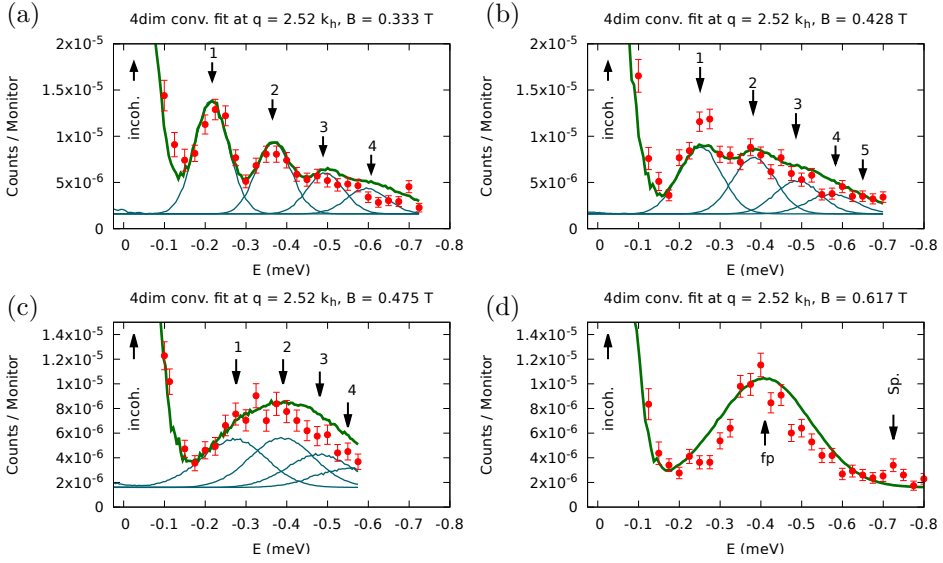 (a)
4dim conv. fit at q = 2.52 k_h, B = 0.333 T
Counts / Monitor
2x10^-5
1.5x10^-5
1x10^-5
5x10^-6
0
incoh.
1
2
3
4
0 -0.1 -0.2 -0.3 -0.4 -0.5 -0.6 -0.7 -0.8
E (meV)
(b)
4dim conv. fit at q = 2.52 k_h, B = 0.428 T
Counts / Monitor
2x10^-5
1.5x10^-5
1x10^-5
5x10^-6
0
incoh.
1
2
3
4
5
0 -0.1 -0.2 -0.3 -0.4 -0.5 -0.6 -0.7 -0.8
E (meV)
(c)
4dim conv. fit at q = 2.52 k_h, B = 0.475 T
Counts / Monitor
1.4x10^-5
1.2x10^-5
1x10^-5
8x10^-6
6x10^-6
4x10^-6
2x10^-6
0
incoh.
1
2
3
4
0 -0.1 -0.2 -0.3 -0.4 -0.5 -0.6 -0.7 -0.8
E (meV)
(d)
4dim conv. fit at q = 2.52 k_h, B = 0.617 T
Counts / Monitor
1.4x10^-5
1.2x10^-5
1x10^-5
8x10^-6
6x10^-6
4x10^-6
2x10^-6
0
incoh.
fp
Sp.
0 -0.1 -0.2 -0.3 -0.4 -0.5 -0.6 -0.7 -0.8
E (meV)